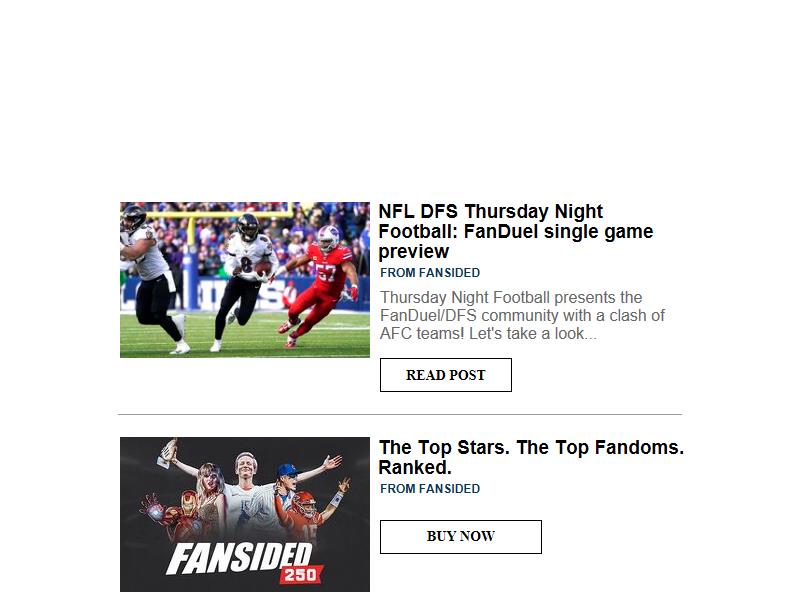 NFL DFS Thursday Night
Football: FanDuel single game
preview
FROM FANSIDED
Thursday Night Football presents the
FanDuel/DFS community with a clash of
AFC teams! Let's take a look...
READ POST
The Top Stars. The Top Fandoms.
Ranked.
FROM FANSIDED
BUY NOW
FANSIDED
250